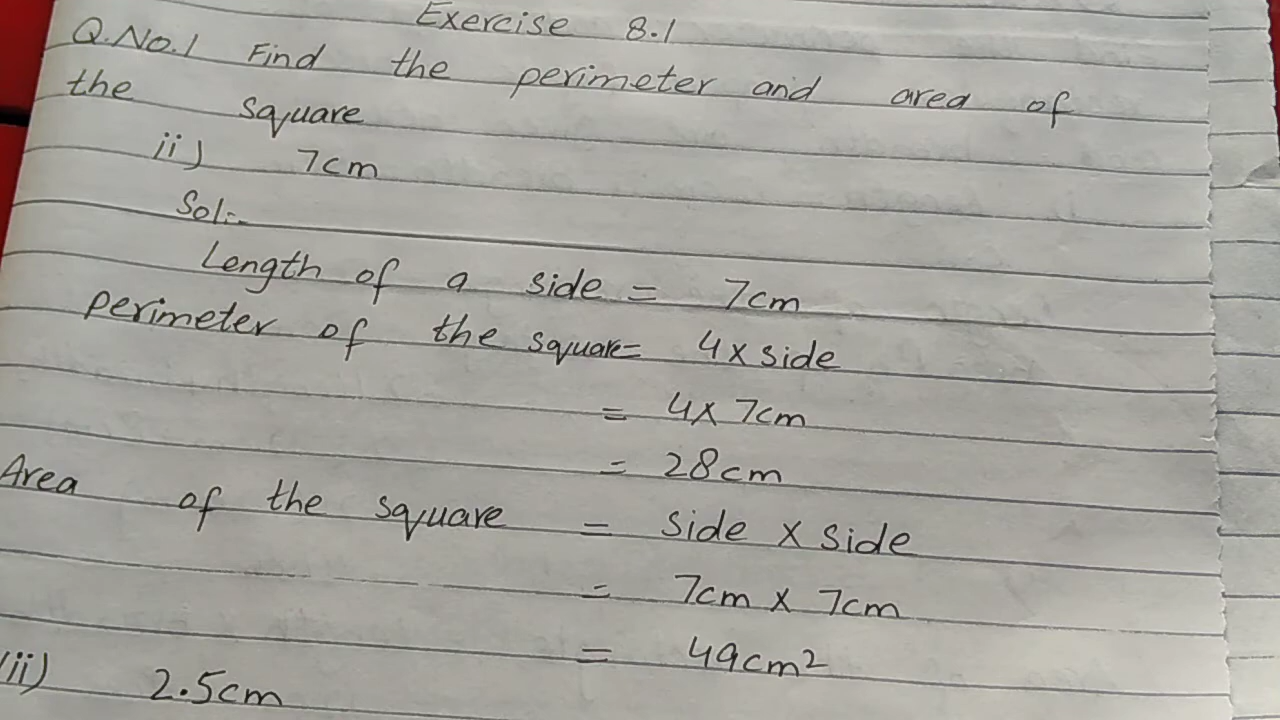 Exercise 8.1
Q.No.1 Find the perimeter and area of
the square
ii) 7cm
Sol:-
Length of a side = 7cm
perimeter of the square = 4 x side
= 4 x 7cm
= 28cm
Area of the square = side x side
= 7cm x 7cm
= 49cm²
(ii) 2.5cm